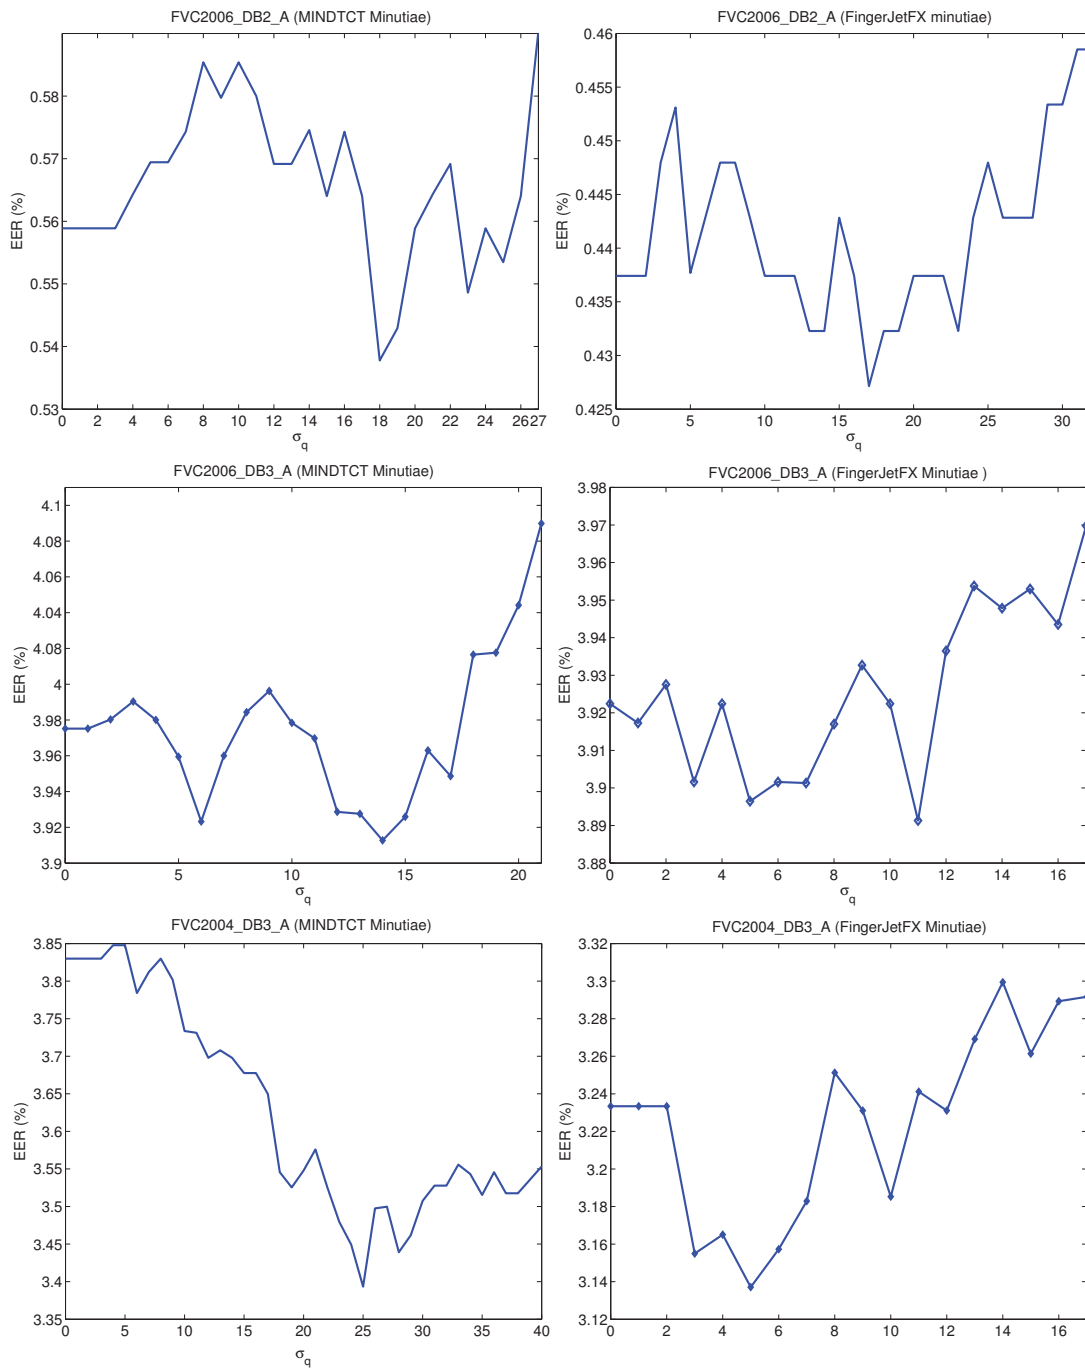 FVC2006_DB2_A (MINDTCT Minutiae)
0.58
0.57
0.56
0.55
0.54
0.53
EER (%)
0 2 4 6 8 10 12 14 16 18 20 22 24 2627
σq
FVC2006_DB2_A (FingerJetFX minutiae)
0.46
0.455
0.45
0.445
0.44
0.435
0.43
0.425
EER (%)
0 5 10 15 20 25 30
σq
FVC2006_DB3_A (MINDTCT Minutiae)
4.1
4.08
4.06
4.04
4.08
4
3.98
3.96
3.94
3.92
3.9
EER (%)
0 5 10 15 20
σq
FVC2006_DB3_A (FingerJetFX Minutiae )
3.98
3.97
3.96
3.95
3.94
3.93
3.92
3.91
3.9
3.89
3.88
EER (%)
0 2 4 6 8 10 12 14 16
σq
FVC2004_DB3_A (MINDTCT Minutiae)
3.85
3.8
3.75
3.7
3.65
3.6
3.55
3.5
3.45
3.4
3.35
EER (%)
0 5 10 15 20 25 30 35 40
σq
FVC2004_DB3_A (FingerJetFX Minutiae)
3.32
3.3
3.28
3.26
3.24
3.22
3.2
3.18
3.16
3.14
3.12
EER (%)
0 2 4 6 8 10 12 14 16
σq